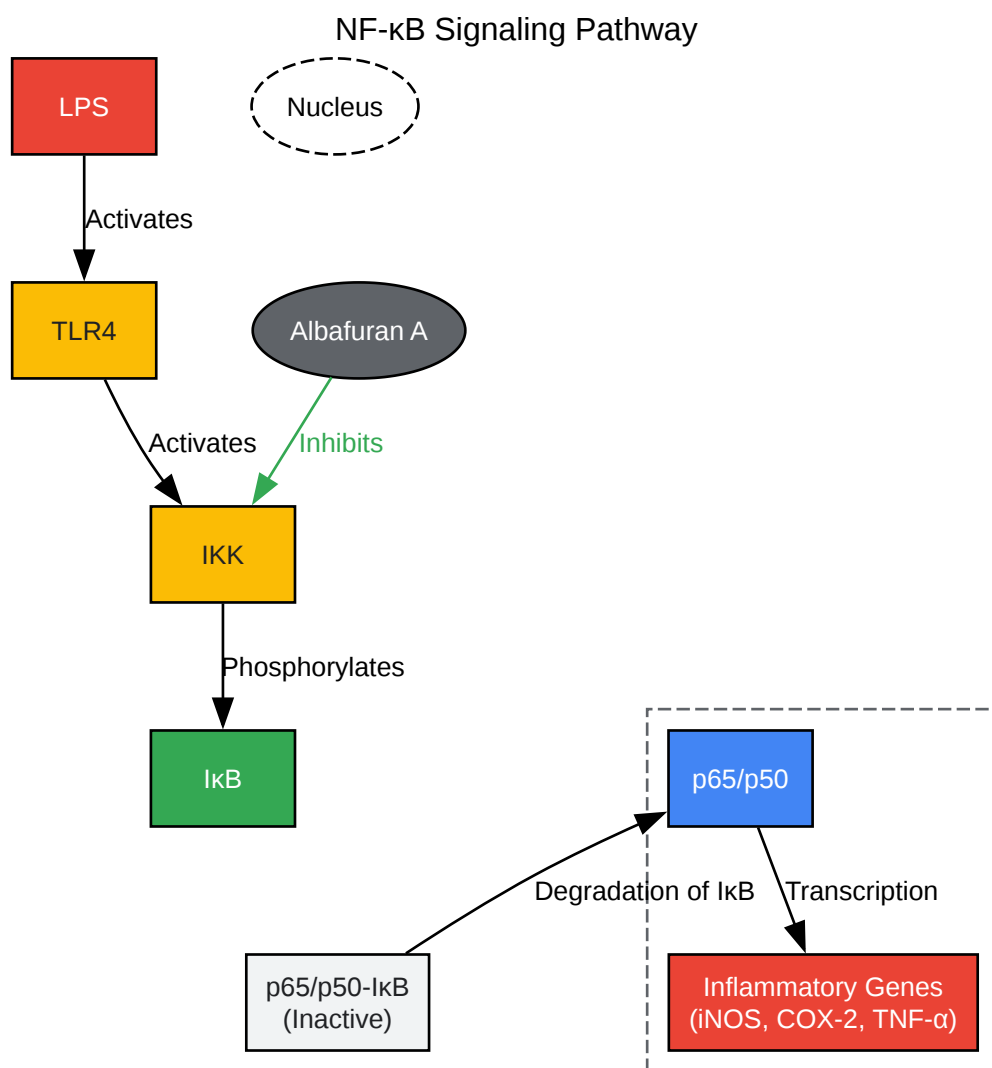 NF-κB Signaling Pathway
LPS
Nucleus
Activates
TLR4
Albafuran A
Activates
Inhibits
IKK
Phosphorylates
IκB
p65/p50
Degradation of IκB
Transcription
p65/p50-IκB
(Inactive)
Inflammatory Genes
(iNOS, COX-2, TNF-α)